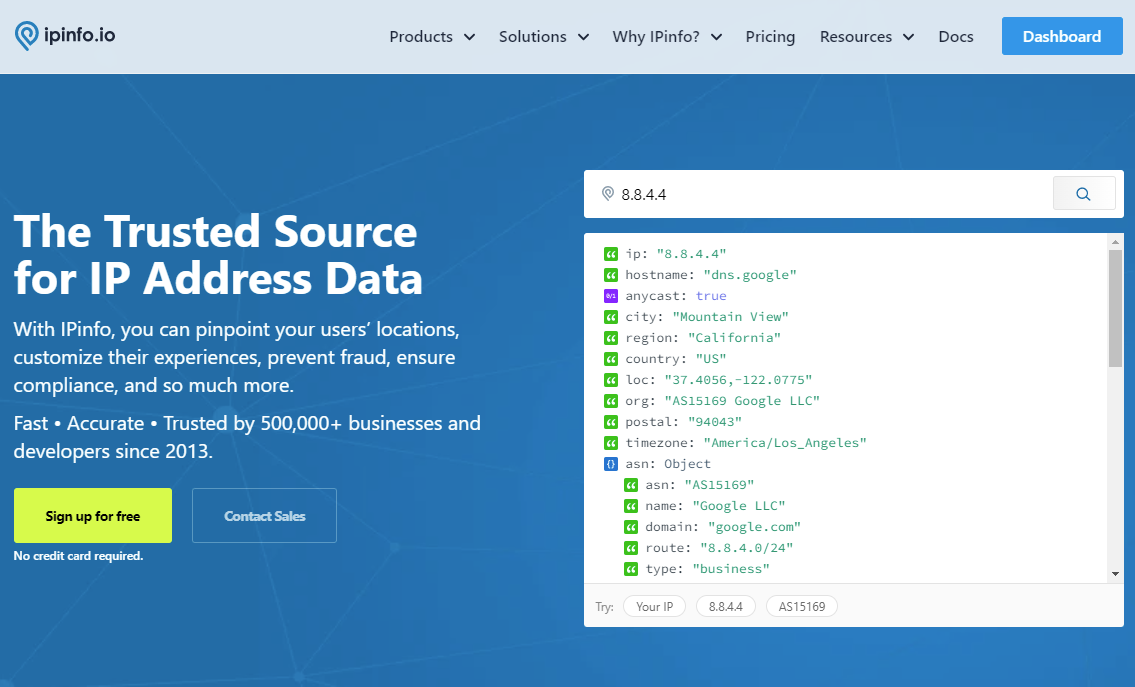 ipinfo.io
Products Solutions Why IPinfo? Pricing Resources Docs Dashboard
The Trusted Source
for IP Address Data
With IPinfo, you can pinpoint your users’ locations,
customize their experiences, prevent fraud, ensure
compliance, and so much more.
Fast • Accurate • Trusted by 500,000+ businesses and
developers since 2013.
Sign up for free
Contact Sales
No credit card required.
8.8.4.4
ip: "8.8.4.4"
hostname: "dns.google"
0/1 anycast: true
city: "Mountain View"
region: "California"
country: "US"
loc: "37.4056,-122.0775"
org: "AS15169 Google LLC"
postal: "94043"
timezone: "America/Los_Angeles"
{} asn: Object
asn: "AS15169"
name: "Google LLC"
domain: "google.com"
route: "8.8.4.0/24"
type: "business"
Try: Your IP 8.8.4.4 AS15169